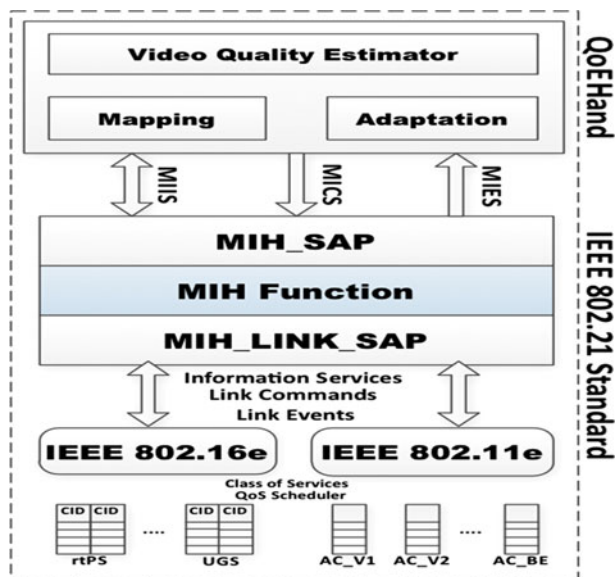 Video Quality Estimator
Mapping
Adaptation
QoEHand
MIIS
MICS
MIES
MIH_SAP
MIH Function
MIH_LINK_SAP
IEEE 802.21 Standard
Information Services
Link Commands
Link Events
IEEE 802.16e
IEEE 802.11e
Class of Services
QoS Scheduler
CID CID .... CID CID ....
rtPS UGS AC_V1 AC_V2 AC_BE